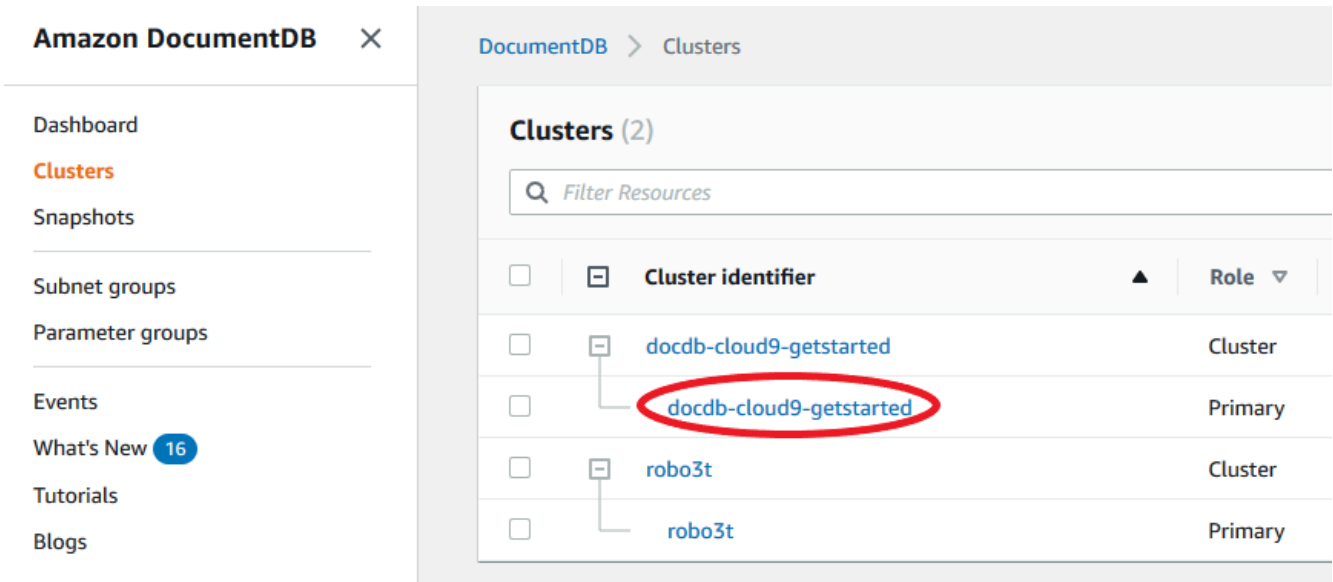 Amazon DocumentDB
Dashboard
Clusters
Snapshots
Subnet groups
Parameter groups
Events
What's New 16
Tutorials
Blogs
DocumentDB > Clusters
Clusters (2)
Filter Resources
Cluster identifier Role
docdb-cloud9-getstarted Cluster
docdb-cloud9-getstarted Primary
robo3t Cluster
robo3t Primary